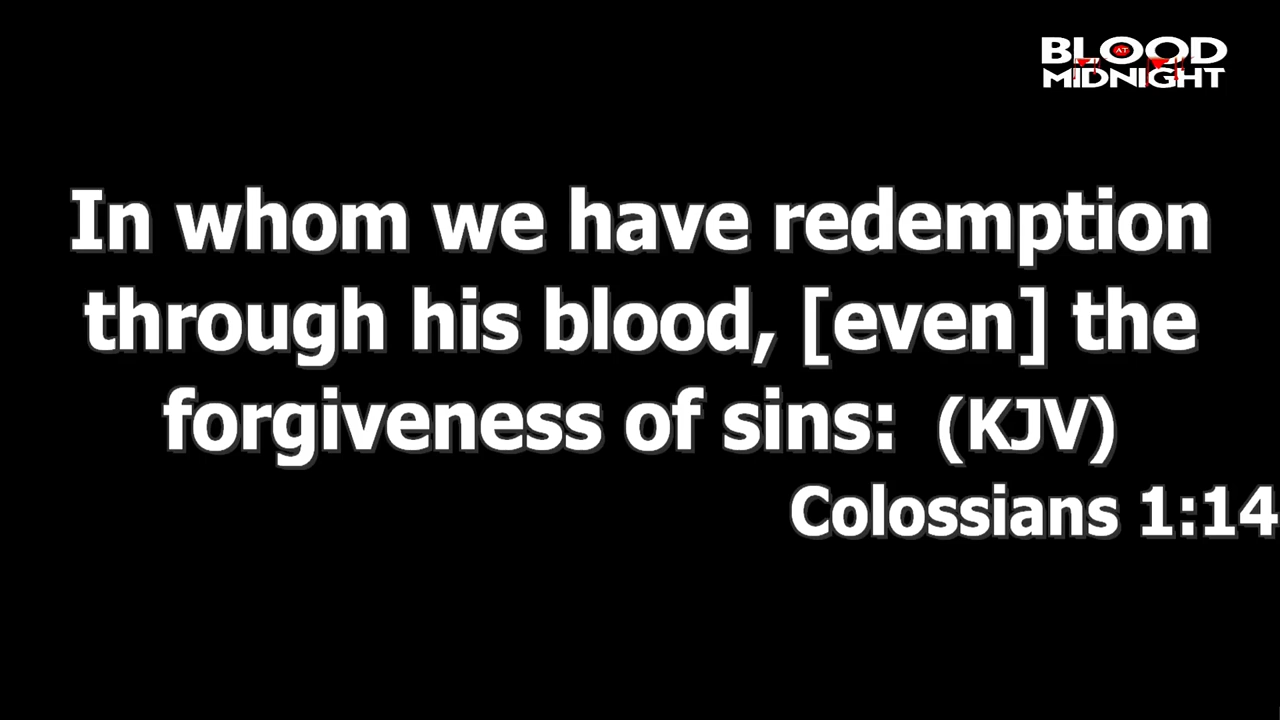 BLOOD
AT
MIDNIGHT
In whom we have redemption
through his blood, [even] the
forgiveness of sins: (KJV)
Colossians 1:14